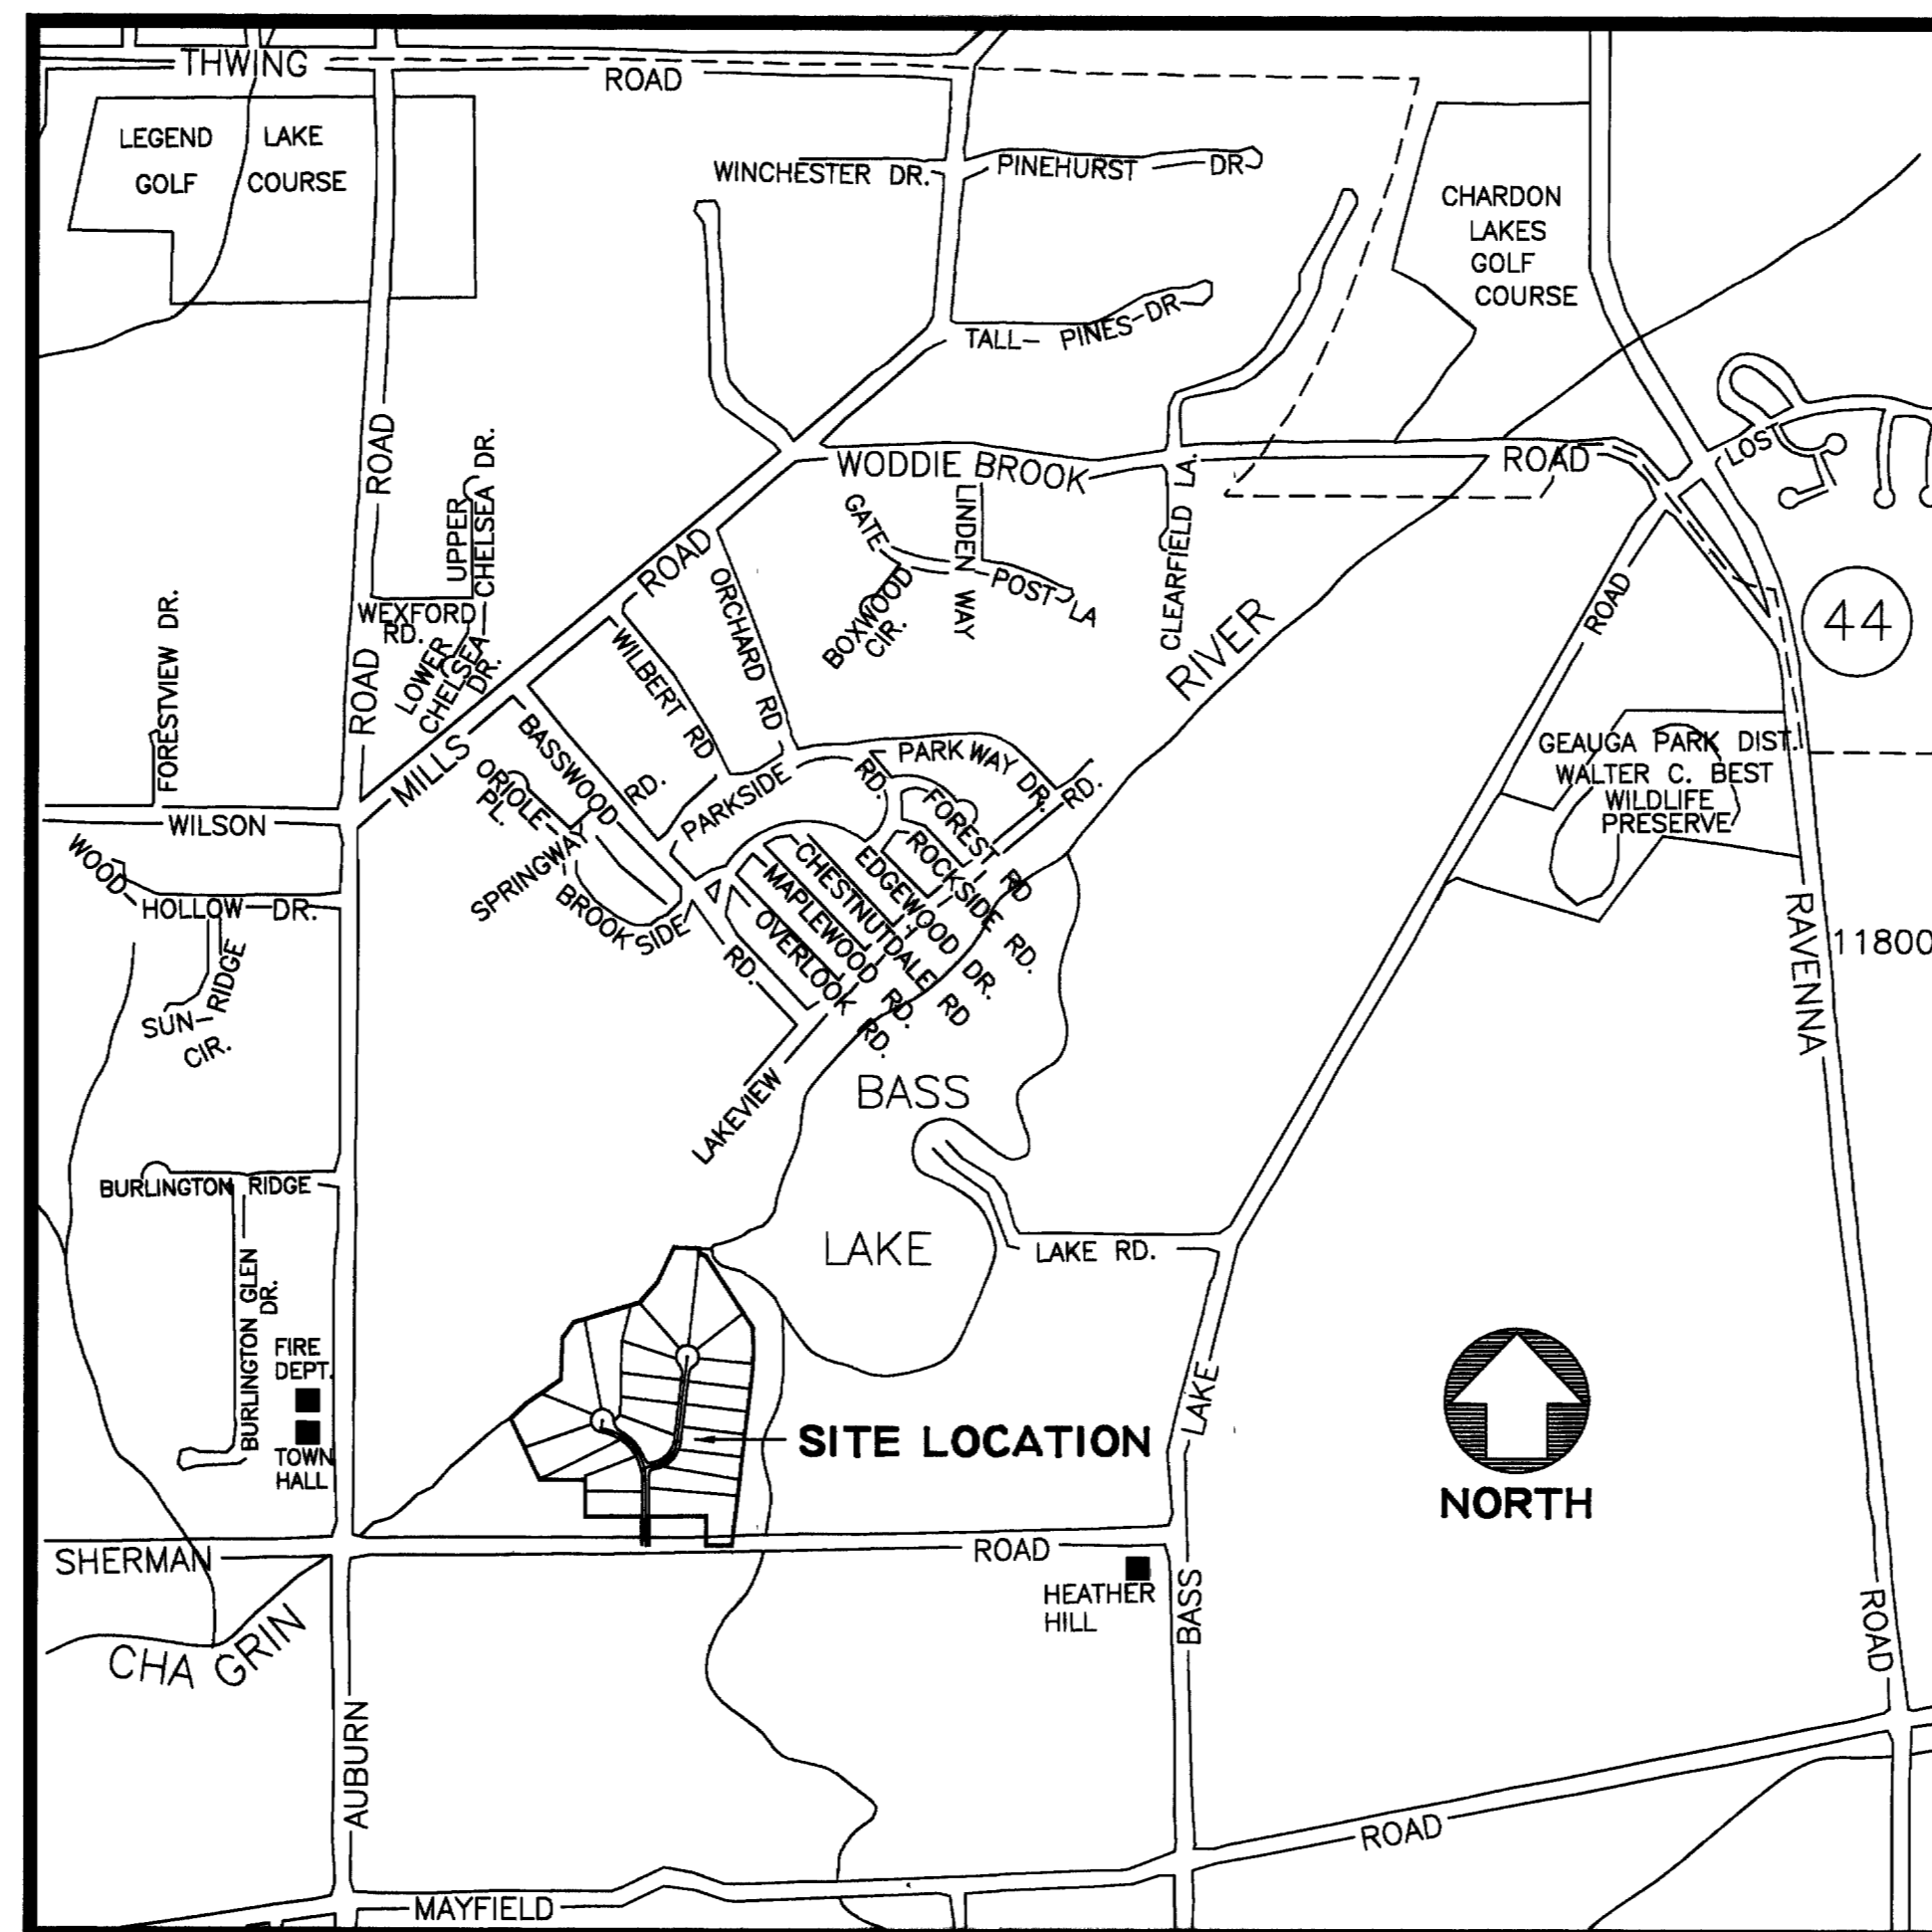 THWING
ROAD
LEGEND LAKE
GOLF COURSE
WINCHESTER DR.
PINEHURST DR
CHARDON
LAKES
GOLF
COURSE
TALL- PINES-DR
ROAD
UPPER
CHELSEA DR.
WODDIE BROOK
ROAD
LOST
GATE
LINDEN WAY
POST LA
BOXWOOD
CIR.
CLEARFIELD LA.
ROAD
ORCHARD RD
WILBERT RD
RIVER
ROAD
44
FORESTVIEW DR.
WEXFORD
RD.
LOWER
CHELSEA
DR.
ROAD
MILLS
BASSWOOD
RD.
ORIOLE
PL.
PARKSIDE
RD.
PARK WAY DR.
RD.
GEAUGA PARK DIST.
WALTER C. BEST
WILDLIFE
PRESERVE
WILSON
WOOD
HOLLOW DR.
SPRINGWAY
BROOKSIDE
RD.
FOREST RD
ROCKSIDE RD.
EDGEWOOD DR.
CHESTNUTDALE RD
MAPLEWOOD RD.
OVERLOOK RD.
RAVENNA
11800
SUN-RIDGE
CIR.
LAKEVIEW
BASS
BURLINGTON RIDGE
LAKE
LAKE RD.
BURLINGTON GLEN
DR.
FIRE
DEPT.
TOWN
HALL
SITE LOCATION
LAKE
NORTH
SHERMAN
ROAD
HEATHER
HILL
BASS
ROAD
CHA GRIN
AUBURN
ROAD
MAYFIELD